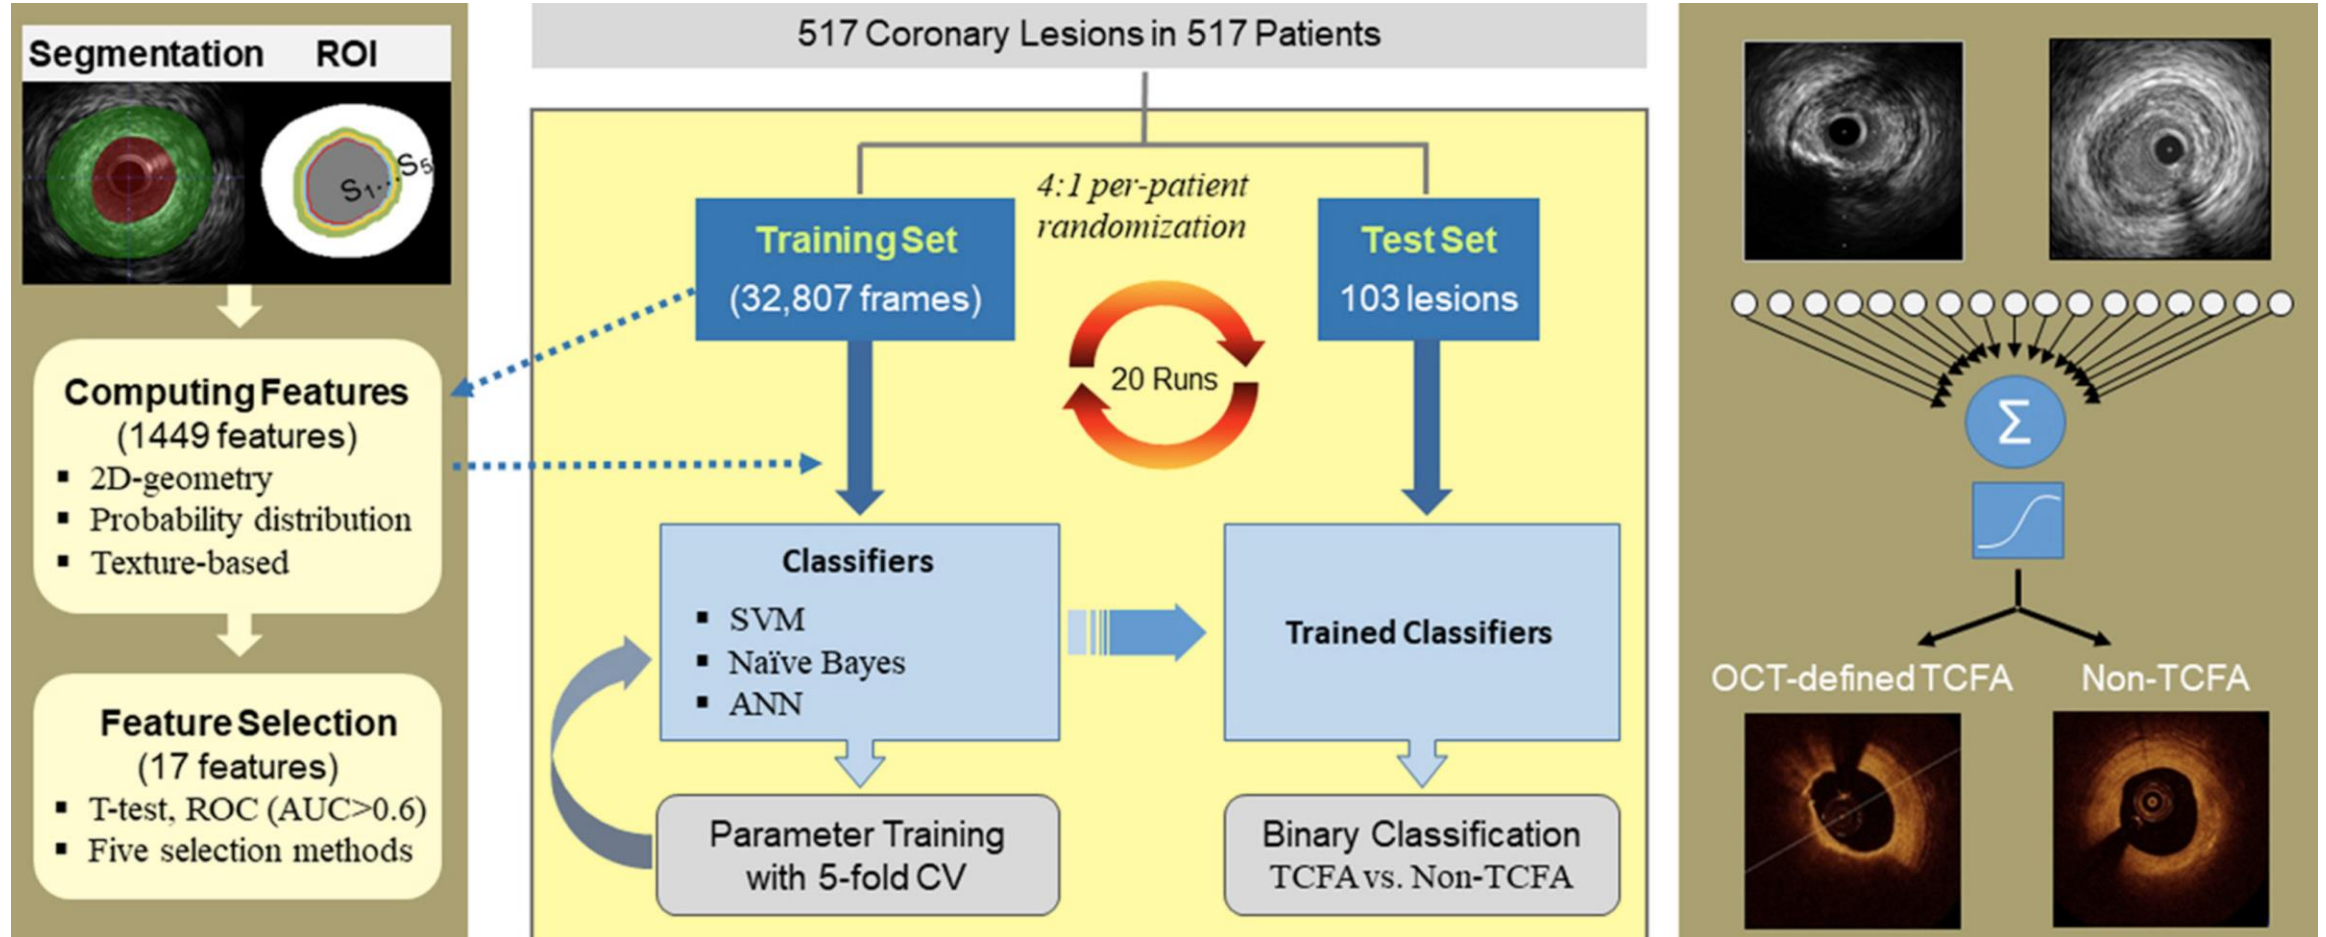 Segmentation ROI
S₁...S₅
Computing Features
(1449 features)
▪ 2D-geometry
▪ Probability distribution
▪ Texture-based
Feature Selection
(17 features)
▪ T-test, ROC (AUC>0.6)
▪ Five selection methods
517 Coronary Lesions in 517 Patients
4:1 per-patient
randomization
Training Set
(32,807 frames)
Test Set
103 lesions
20 Runs
Classifiers
▪ SVM
▪ Naïve Bayes
▪ ANN
Trained Classifiers
Parameter Training
with 5-fold CV
Binary Classification
TCFA vs. Non-TCFA
Σ
OCT-defined TCFA
Non-TCFA